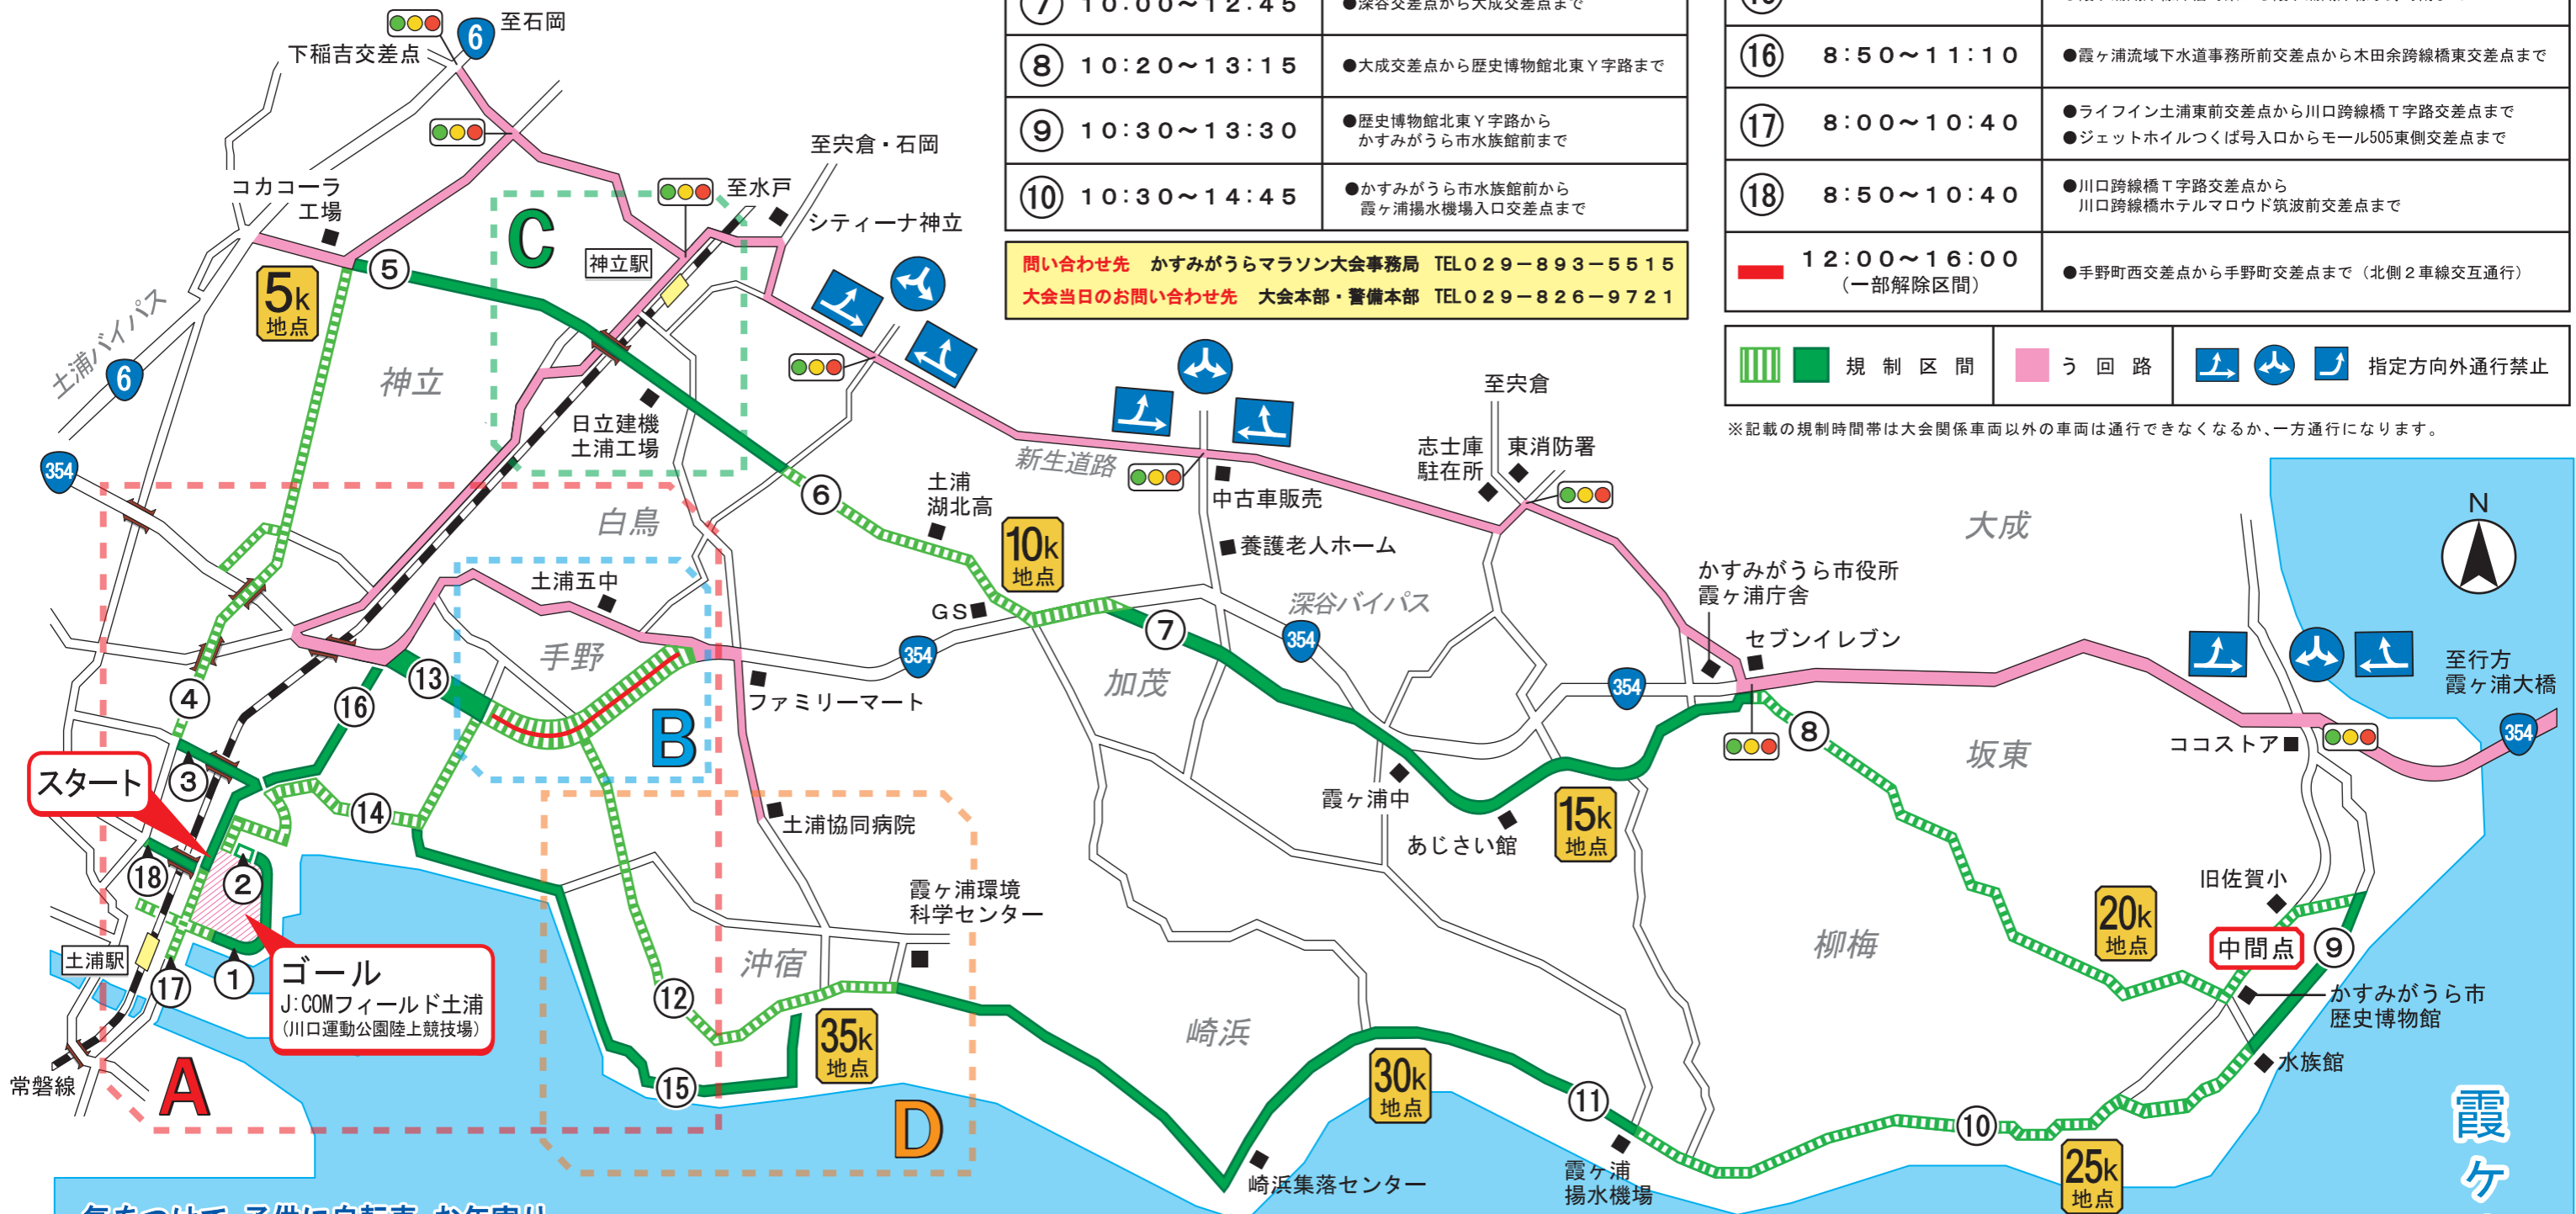 ⑦ 10:00～12:45 ●深谷交差点から大成交差点まで
⑧ 10:20～13:15 ●大成交差点から歴史博物館北東Y字路まで
⑨ 10:30～13:30 ●歴史博物館北東Y字路から
かすみがうら市水族館前まで
⑩ 10:30～14:45 ●かすみがうら市水族館前から
霞ヶ浦揚水機場入口交差点まで
問い合わせ先 かすみがうらマラソン大会事務局 TEL029－893－5515
大会当日のお問い合わせ先 大会本部・警備本部 TEL029－826－9721
⑯ 8:50～11:10 ●霞ヶ浦流域下水道事務所前交差点から木田余跨線橋東交差点まで
⑰ 8:00～10:40 ●ライフイン土浦東前交差点から川口跨線橋T字路交差点まで
●ジェットホイルつくば号入口からモール505東側交差点まで
⑱ 8:50～10:40 ●川口跨線橋T字路交差点から
川口跨線橋ホテルマロウド筑波前交差点まで
12:00～16:00
（一部解除区間）
●手野町西交差点から手野町交差点まで（北側2車線交互通行）
規制区間
う回路
指定方向外通行禁止
※記載の規制時間帯は大会関係車両以外の車両は通行できなくなるか、一方通行になります。
6
至石岡
下稲吉交差点
コカコーラ
工場
至宍倉・石岡
至水戸
シティーナ神立
C
神立駅
⑤
5k
地点
土浦バイパス
6
神立
日立建機
土浦工場
354
新生道路
中古車販売
至宍倉
志士庫
駐在所
東消防署
N
大成
白鳥
⑥
土浦
湖北高
10k
地点
養護老人ホーム
土浦五中
GS
深谷バイパス
⑦
354
354
かすみがうら市役所
霞ヶ浦庁舎
セブンイレブン
354
至行方
霞ヶ浦大橋
354
手野
⑬
加茂
④
⑯
ファミリーマート
B
⑧
坂東
ココストア
スタート
③
⑭
土浦協同病院
霞ヶ浦中
あじさい館
15k
地点
⑱
②
霞ヶ浦環境
科学センター
旧佐賀小
20k
地点
中間点
⑨
柳梅
土浦駅
⑰
①
ゴール
J:COMフィールド土浦
（川口運動公園陸上競技場）
沖宿
⑫
かすみがうら市
歴史博物館
35k
地点
崎浜
水族館
常磐線
A
⑮
30k
地点
⑪
D
⑩
25k
地点
崎浜集落センター
霞ヶ浦
揚水機場
霞ヶ